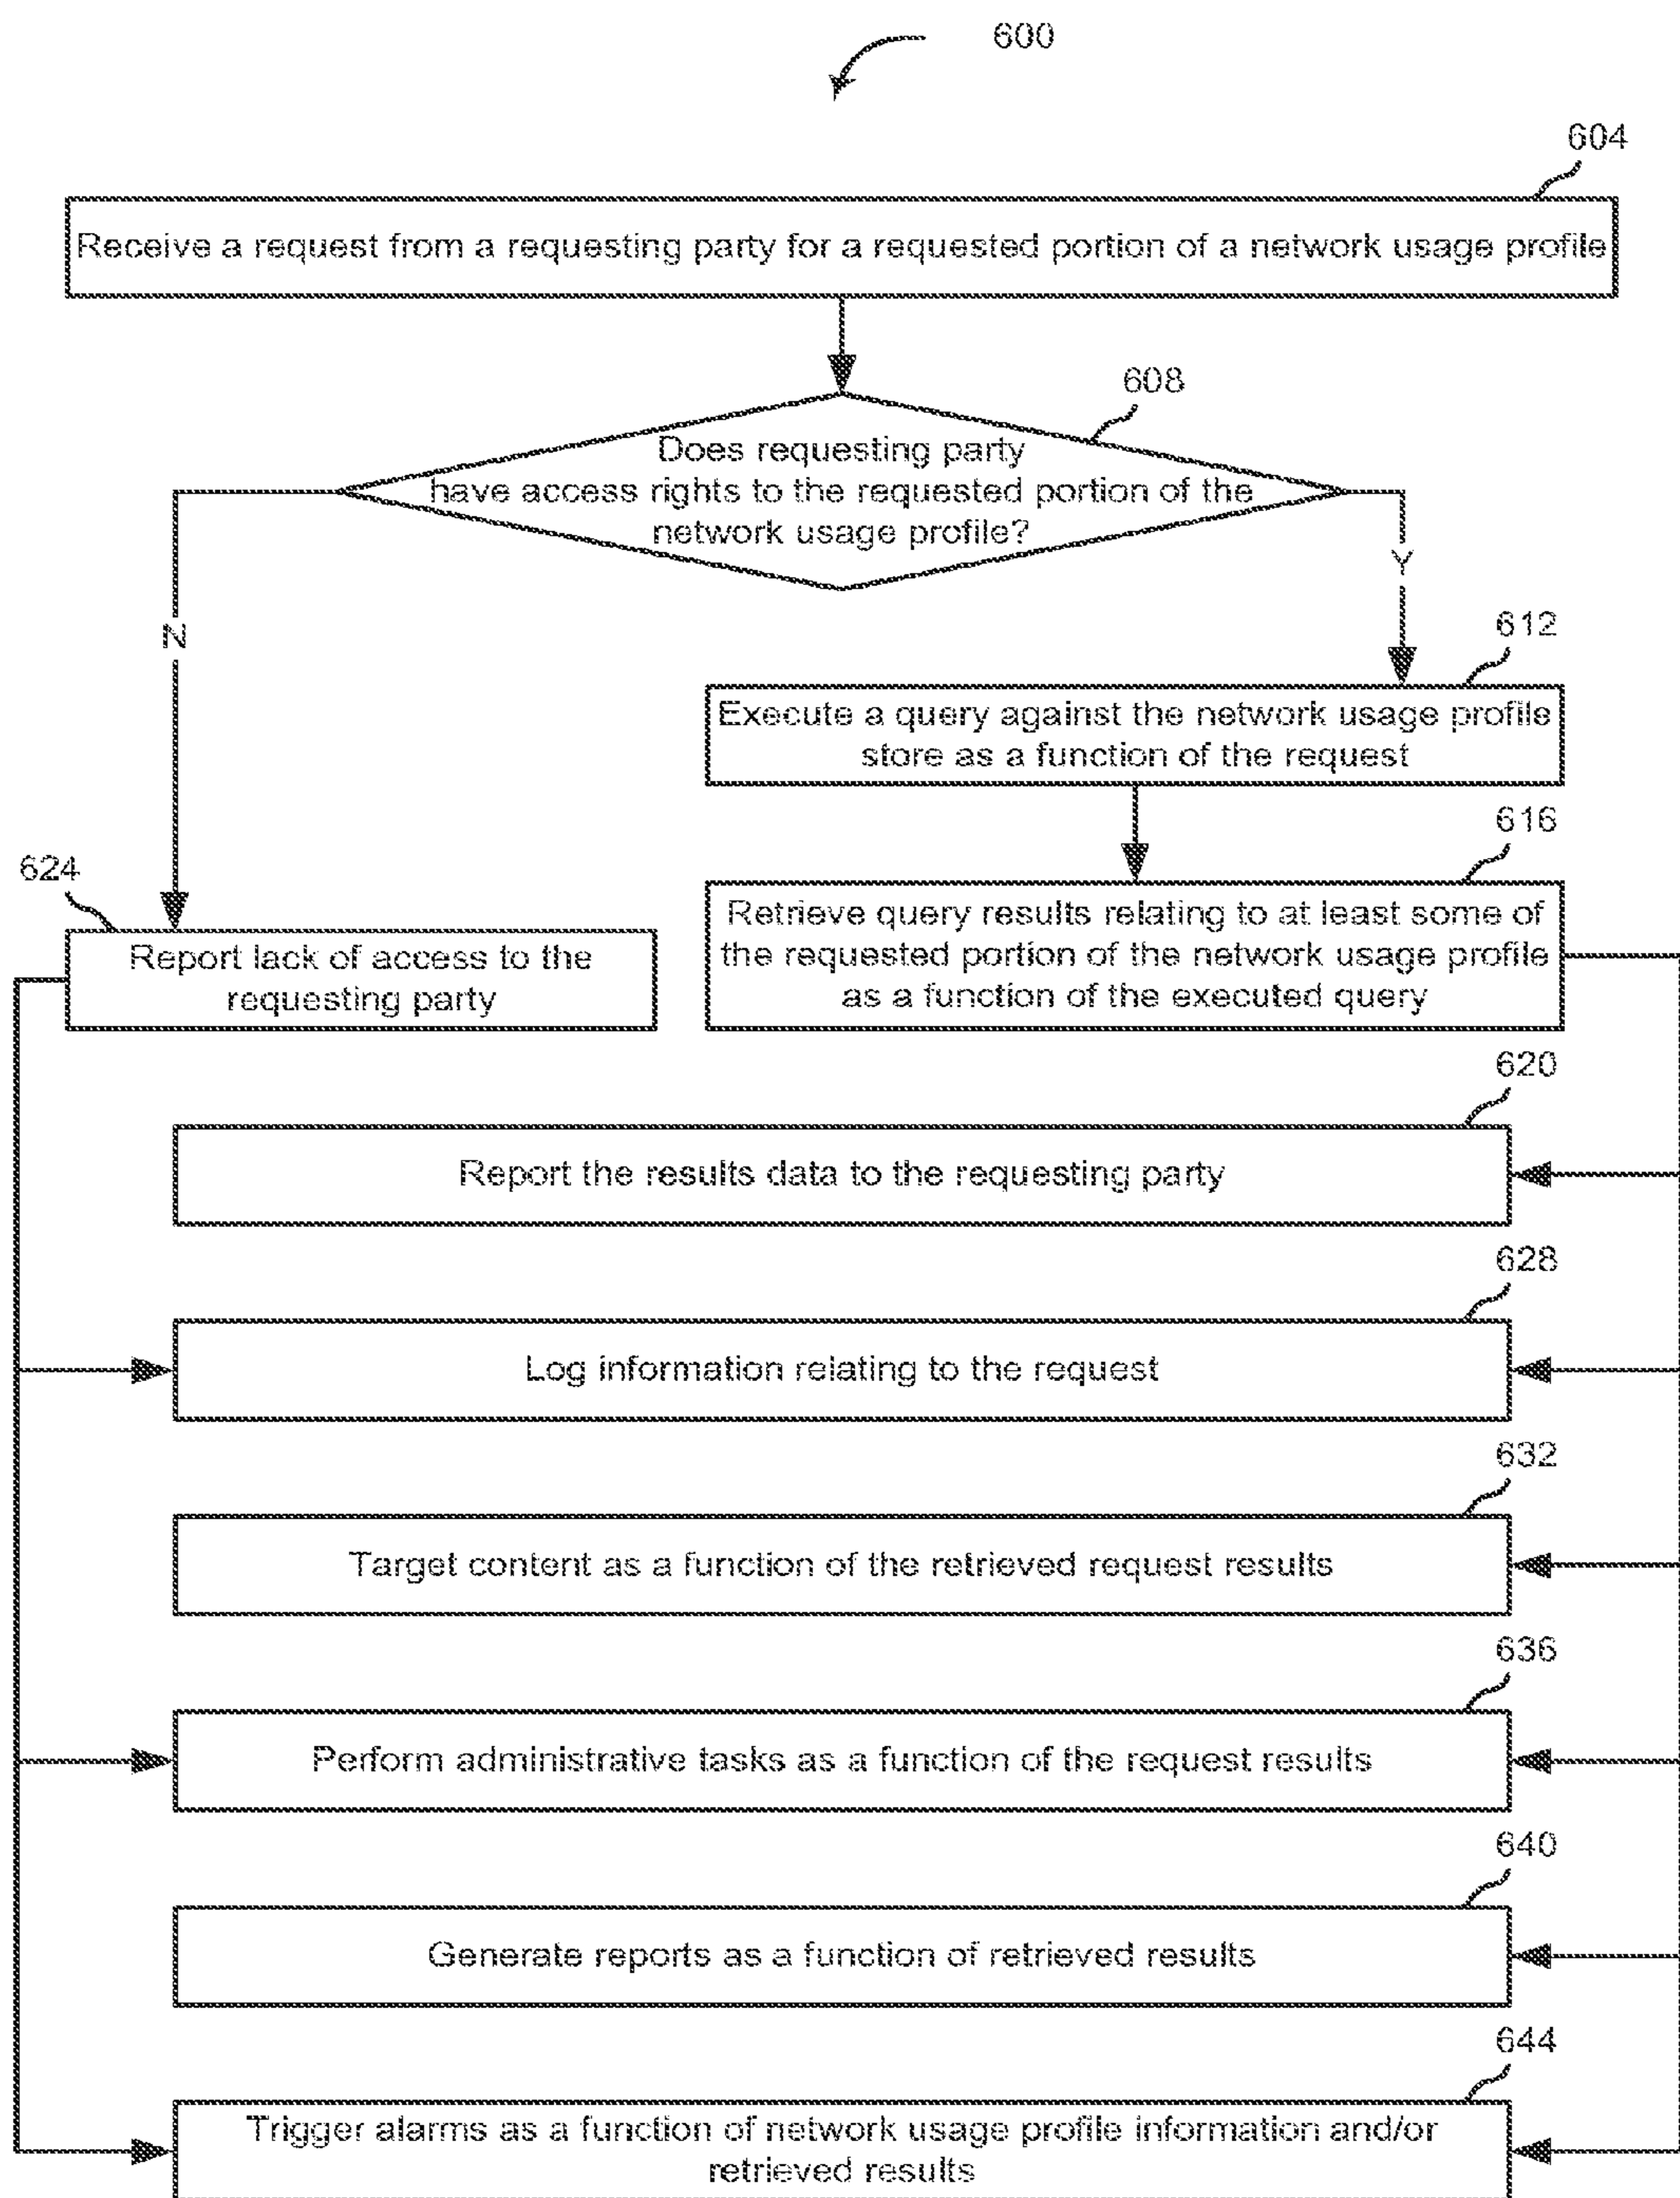 600
604
Receive a request from a requesting party for a requested portion of a network usage profile
608
Does requesting party
have access rights to the requested portion of the
network usage profile?
Y
N
612
Execute a query against the network usage profile
store as a function of the request
616
Retrieve query results relating to at least some of
the requested portion of the network usage profile
as a function of the executed query
624
Report lack of access to the
requesting party
620
Report the results data to the requesting party
628
Log information relating to the request
632
Target content as a function of the retrieved request results
636
Perform administrative tasks as a function of the request results
640
Generate reports as a function of retrieved results
644
Trigger alarms as a function of network usage profile information and/or
retrieved results